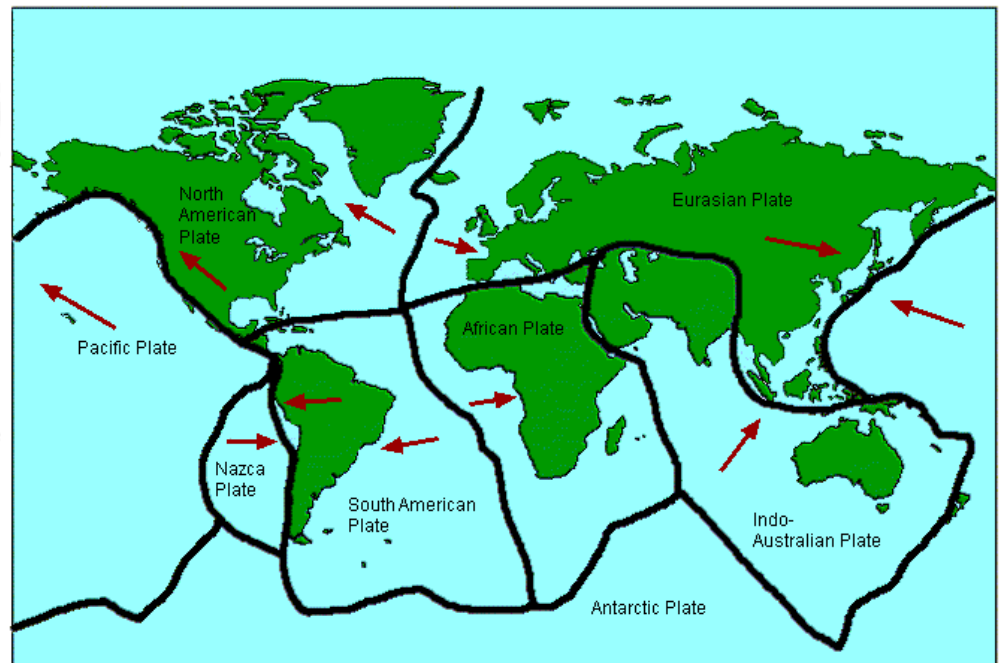 North
American
Plate
Eurasian Plate
Pacific Plate
African Plate
Nazca
Plate
South American
Plate
Indo-
Australian Plate
Antarctic Plate